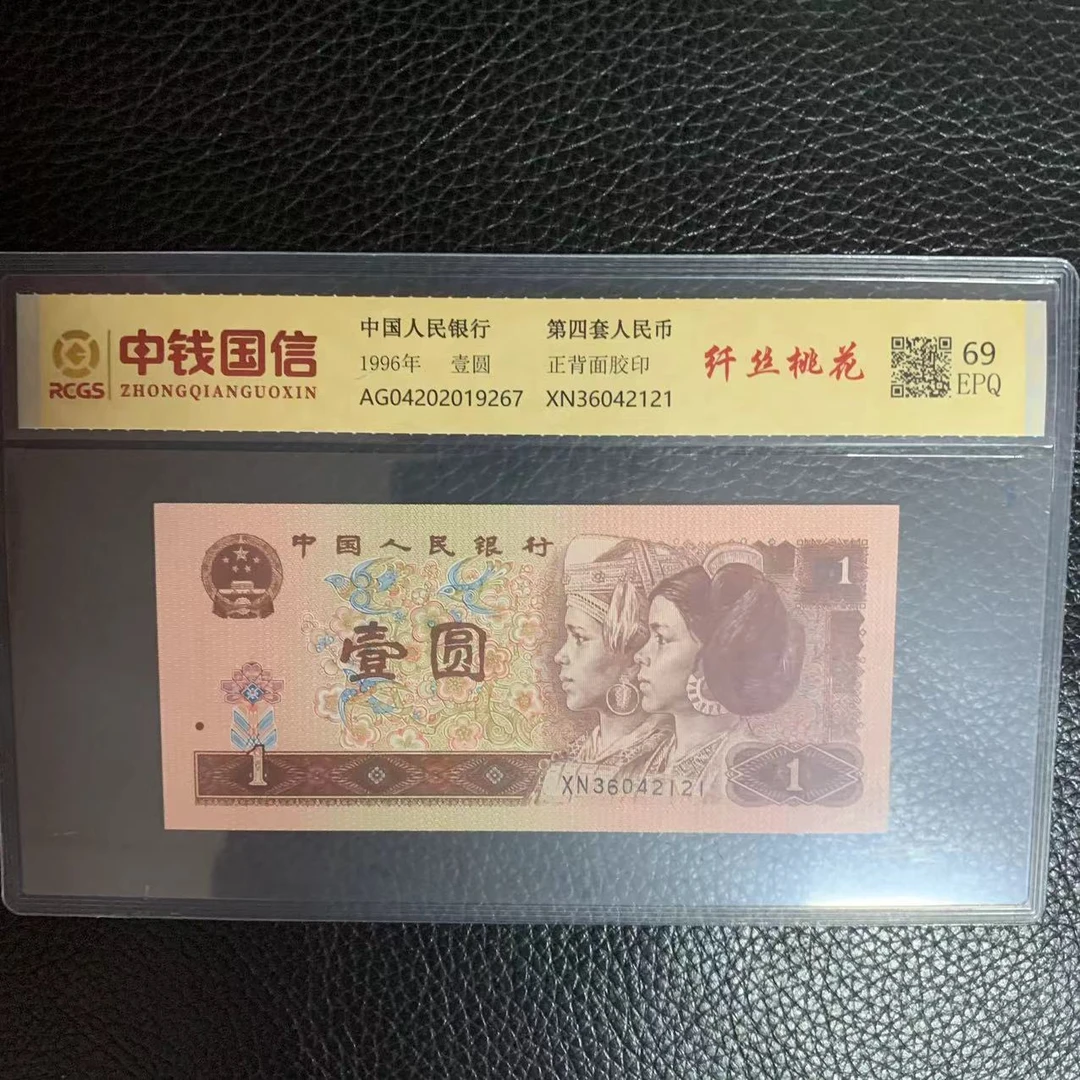 中钱国信
RCGS ZHONGQIANGUOXIN
中国人民银行 第四套人民币
1996年 壹圆 正背面胶印
AG04202019267 XN36042121
纤丝桃花
69
EPQ
中国人民银行
1
壹圆
1
XN36042121
1